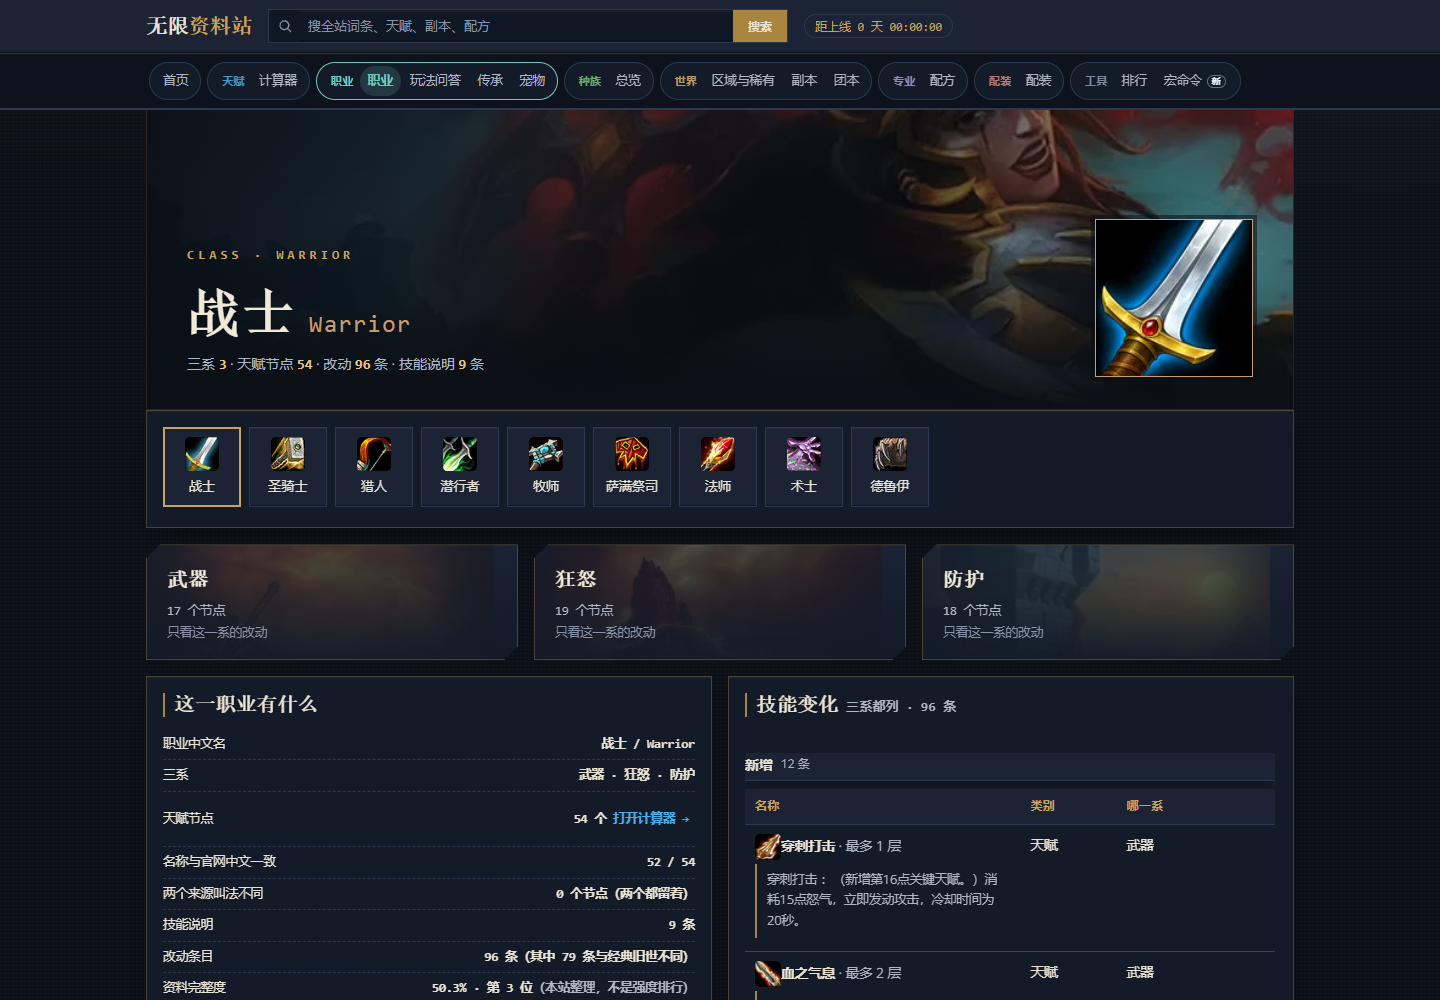 无限资料站
搜全站词条、天赋、副本、配方
搜索
距上线 0 天 00:00:00
首页
天赋 计算器
职业 职业 玩法问答 传承 宠物
种族 总览
世界 区域与稀有 副本 团本
专业 配方
配装 配装
工具 排行 宏命令 新
CLASS · WARRIOR
战士 Warrior
三系 3 · 天赋节点 54 · 改动 96 条 · 技能说明 9 条
战士
圣骑士
猎人
潜行者
牧师
萨满祭司
法师
术士
德鲁伊
武器
17 个节点
只看这一系的改动
狂怒
19 个节点
只看这一系的改动
防护
18 个节点
只看这一系的改动
这一职业有什么
职业中文名 战士 / Warrior
三系 武器 · 狂怒 · 防护
天赋节点 54 个 打开计算器 →
名称与官网中文一致 52 / 54
两个来源叫法不同 0 个节点（两个都留着）
技能说明 9 条
改动条目 96 条（其中 79 条与经典旧世不同）
资料完整度 50.3% · 第 3 位（本站整理，不是强度排行）
技能变化 三系都列 · 96 条
新增 12 条
名称 类别 哪一系
穿刺打击 · 最多 1 层 天赋 武器
穿刺打击： （新增第16点关键天赋。）消
耗15点怒气，立即发动攻击，冷却时间为
20秒。
血之气息 · 最多 2 层 天赋 武器